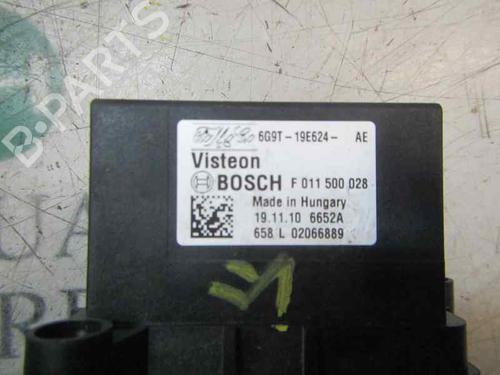 B-PARTS
6G9T-19E624- AE
Visteon
BOSCH F 011 500 028
Made in Hungary
19.11.10 6652A
658 L 02066889